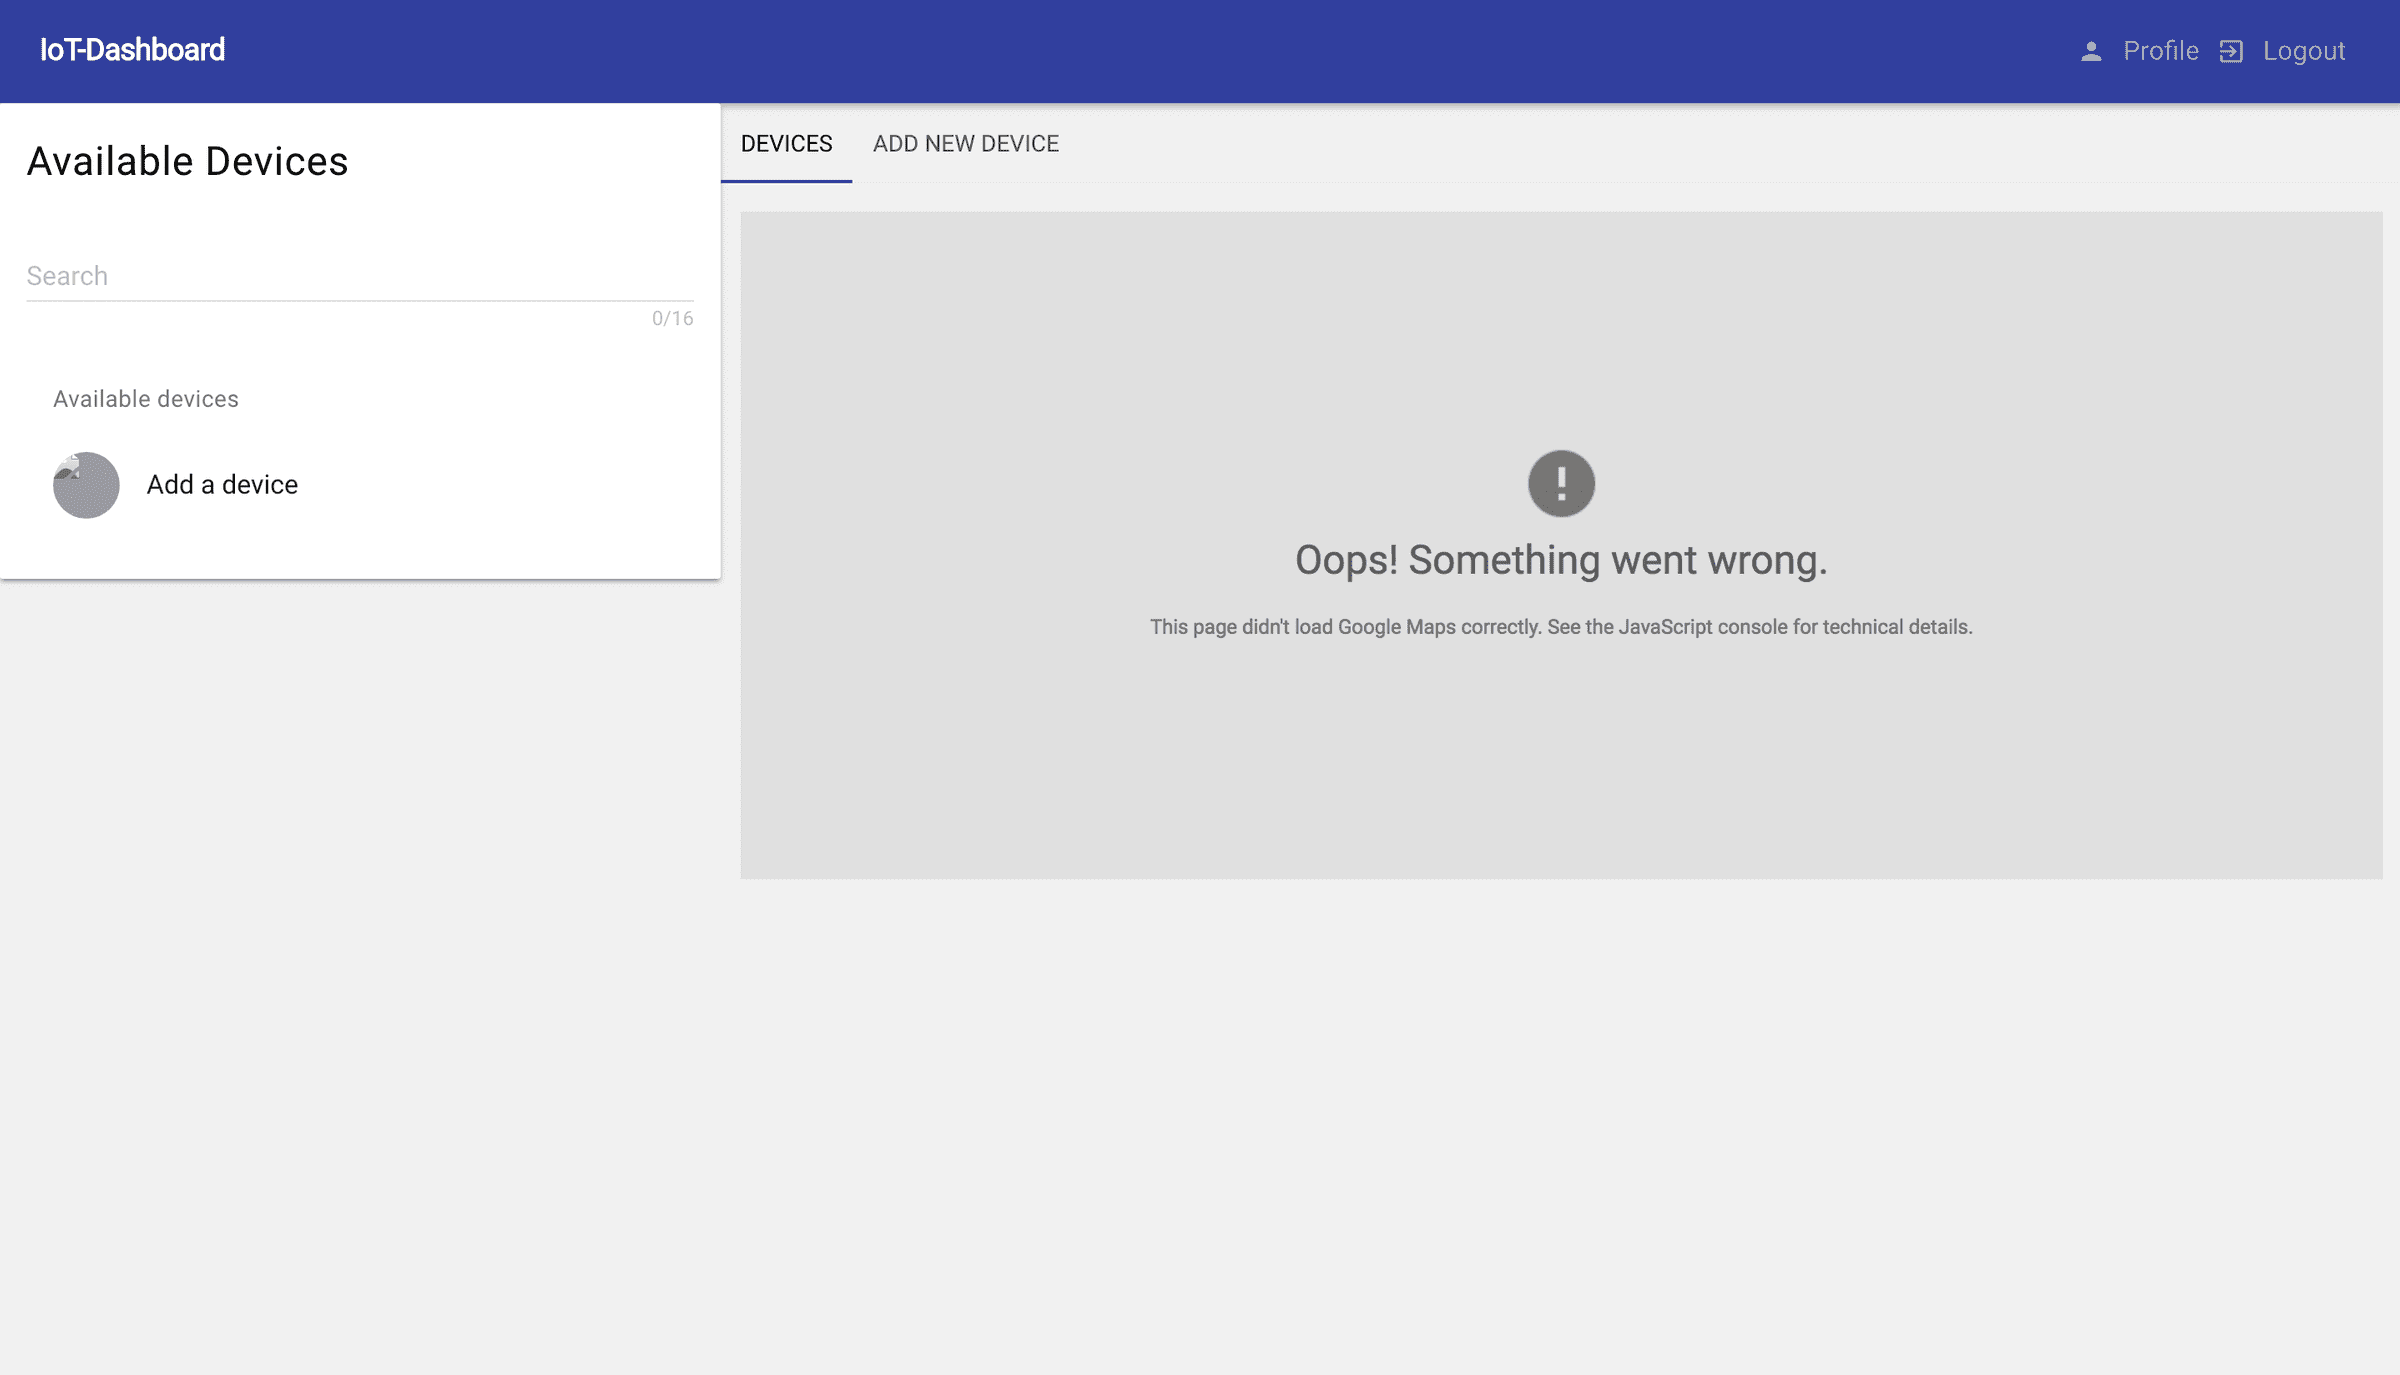 IoT-Dashboard
Profile
Logout
Available Devices
Search
0/16
Available devices
Add a device
DEVICES
ADD NEW DEVICE
Oops! Something went wrong.
This page didn't load Google Maps correctly. See the JavaScript console for technical details.